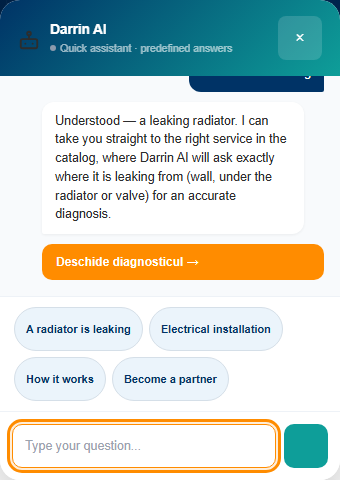 Darrin AI
Quick assistant · predefined answers
×
Understood — a leaking radiator. I can
take you straight to the right service in the
catalog, where Darrin AI will ask exactly
where it is leaking from (wall, under the
radiator or valve) for an accurate
diagnosis.
Deschide diagnosticul →
A radiator is leaking
Electrical installation
How it works
Become a partner
Type your question...